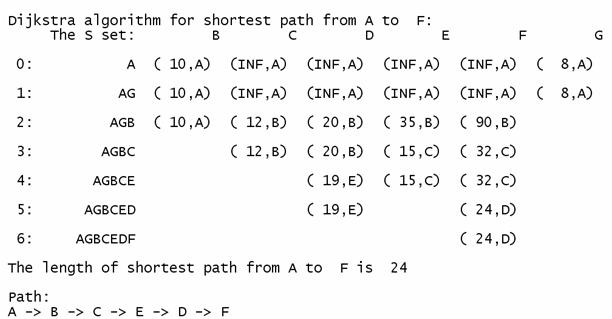 Dijkstra algorithm for shortest path from A to  F:
     The S set:          B        C        D        E        F        G
0:            A  ( 10,A)  (INF,A)  (INF,A)  (INF,A)  (INF,A)  (  8,A)
1:           AG  ( 10,A)  (INF,A)  (INF,A)  (INF,A)  (INF,A)  (  8,A)
2:          AGB  ( 10,A)  ( 12,B)  ( 20,B)  ( 35,B)  ( 90,B)
3:         AGBC           ( 12,B)  ( 20,B)  ( 15,C)  ( 32,C)
4:        AGBCE                    ( 19,E)  ( 15,C)  ( 32,C)
5:       AGBCED                    ( 19,E)           ( 24,D)
6:      AGBCEDF                                      ( 24,D)
The length of shortest path from A to  F is  24
Path:
A -> B -> C -> E -> D -> F